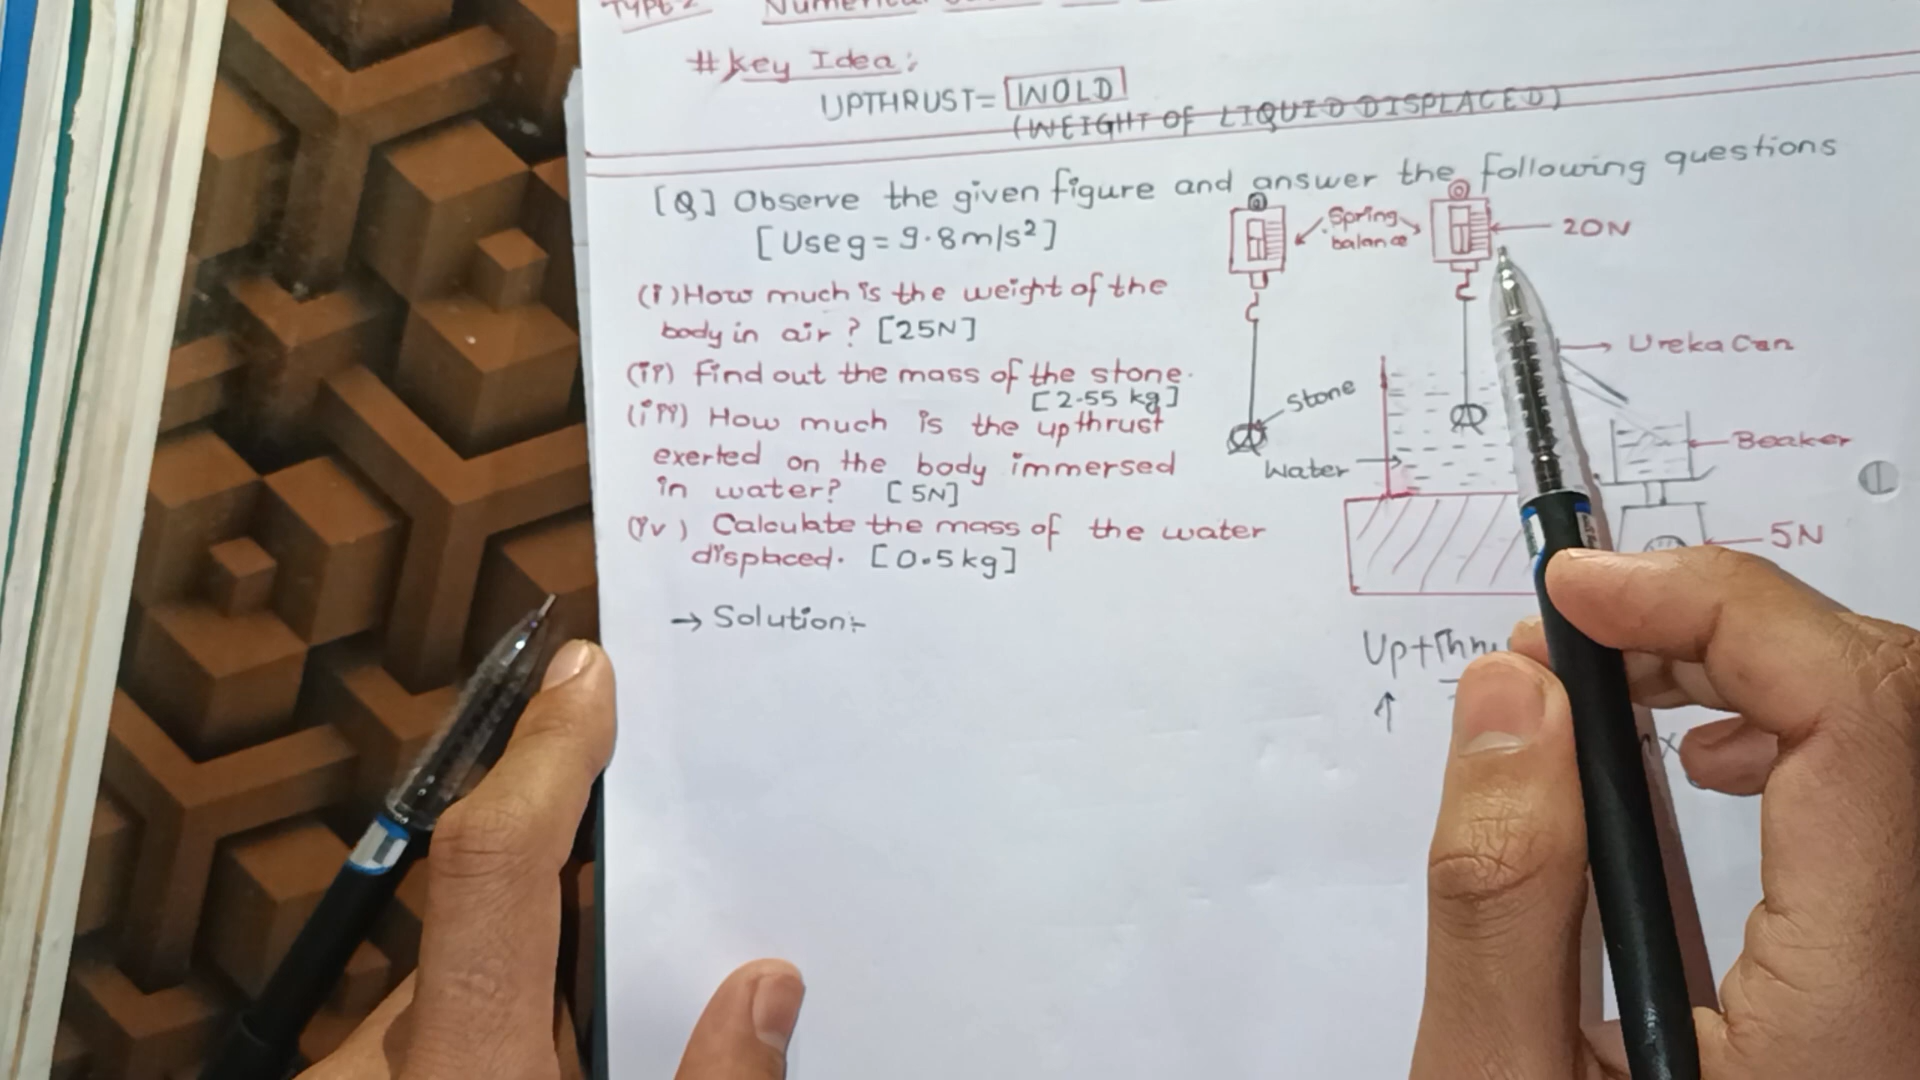 TYPE-2
# Key Idea:
UPTHRUST= WOLD
(WEIGHT OF LIQUID DISPLACED)
[Q] Observe the given figure and answer the following questions
[Use g = 9.8m/s²]
(i) How much is the weight of the
body in air? [25N]
(ii) Find out the mass of the stone.
[2.55 kg]
(iii) How much is the upthrust
exerted on the body immersed
in water? [5N]
(iv) Calculate the mass of the water
displaced. [0.5kg]
→ Solution:-
Spring
balance
20N
Ureka Can
Stone
Beaker
Water
5N
1